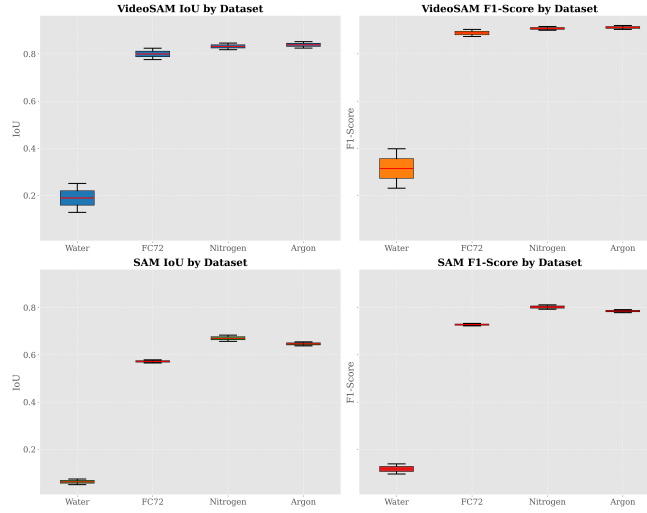 VideoSAM IoU by Dataset
IoU
0.8
0.6
0.4
0.2
Water FC72 Nitrogen Argon
VideoSAM F1-Score by Dataset
F1-Score
Water FC72 Nitrogen Argon
SAM IoU by Dataset
IoU
0.8
0.6
0.4
0.2
Water FC72 Nitrogen Argon
SAM F1-Score by Dataset
F1-Score
Water FC72 Nitrogen Argon